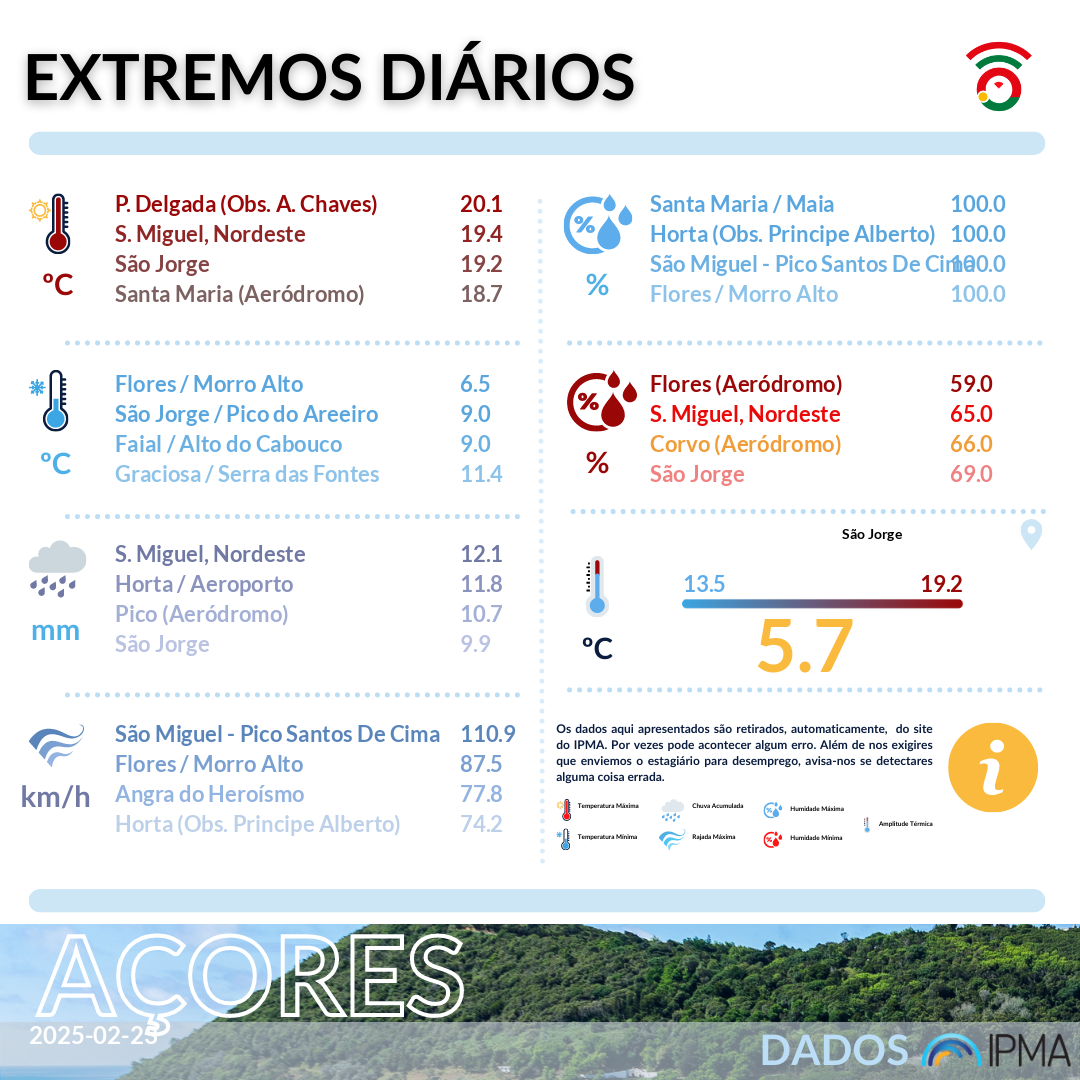 EXTREMOS DIÁRIOS
P. Delgada (Obs. A. Chaves) 20.1
S. Miguel, Nordeste 19.4
São Jorge 19.2
Santa Maria (Aeródromo) 18.7
ºC
Flores / Morro Alto 6.5
São Jorge / Pico do Areeiro 9.0
Faial / Alto do Cabouco 9.0
Graciosa / Serra das Fontes 11.4
ºC
S. Miguel, Nordeste 12.1
Horta / Aeroporto 11.8
Pico (Aeródromo) 10.7
São Jorge 9.9
mm
São Miguel - Pico Santos De Cima 110.9
Flores / Morro Alto 87.5
Angra do Heroísmo 77.8
Horta (Obs. Principe Alberto) 74.2
km/h
%
Santa Maria / Maia 100.0
Horta (Obs. Principe Alberto) 100.0
São Miguel - Pico Santos De Cima 100.0
Flores / Morro Alto 100.0
%
%
Flores (Aeródromo) 59.0
S. Miguel, Nordeste 65.0
Corvo (Aeródromo) 66.0
São Jorge 69.0
%
São Jorge
13.5 19.2
5.7
ºC
Os dados aqui apresentados são retirados, automaticamente, do site
do IPMA. Por vezes pode acontecer algum erro. Além de nos exigires
que enviemos o estagiário para desemprego, avisa-nos se detectares
alguma coisa errada.
i
Temperatura Máxima
Chuva Acumulada
Humidade Máxima
Amplitude Térmica
Temperatura Mínima
Rajada Máxima
Humidade Mínima
AÇORES
2025-02-25
DADOS IPMA